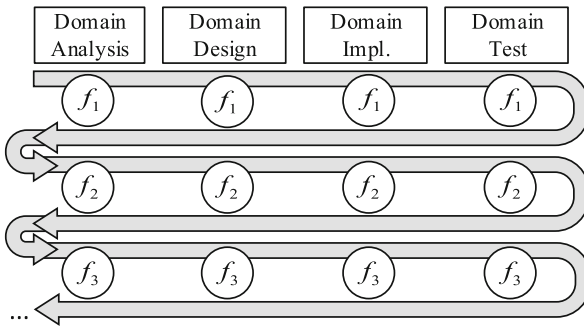 Domain Analysis
Domain Design
Domain Impl.
Domain Test
f1 f1 f1 f1
f2 f2 f2 f2
f3 f3 f3 f3
...